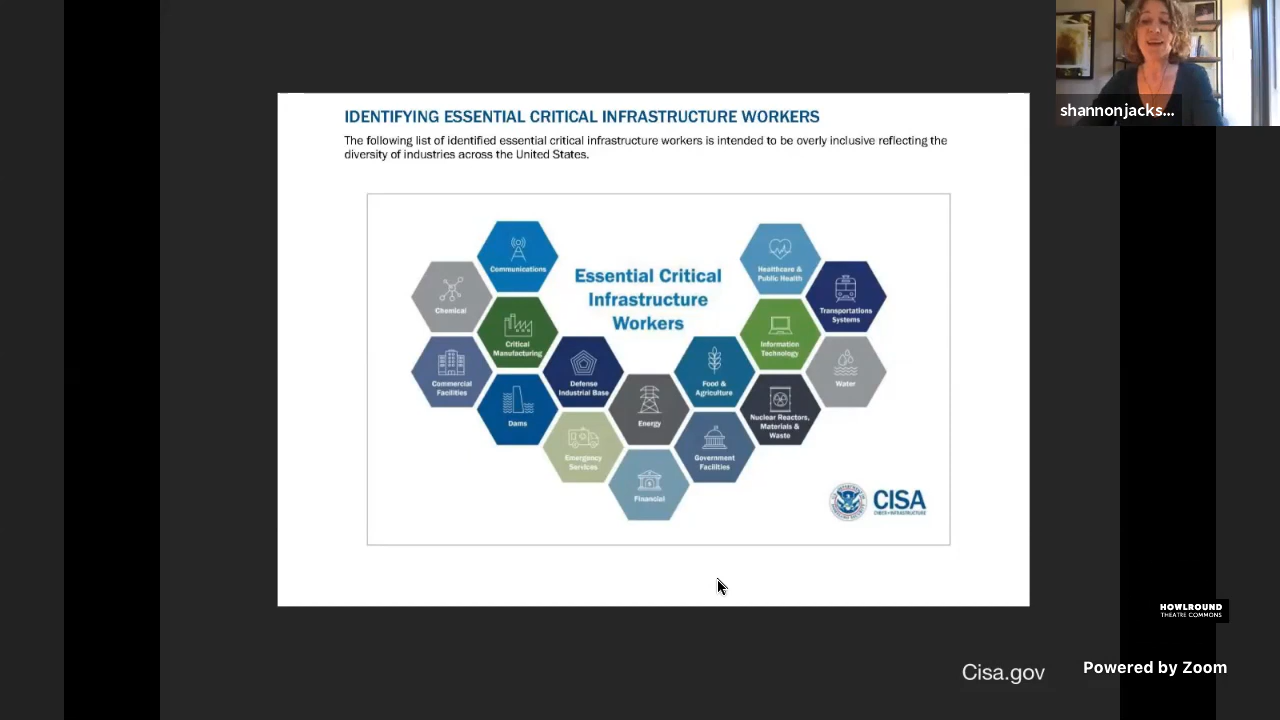 shannonjacks...
IDENTIFYING ESSENTIAL CRITICAL INFRASTRUCTURE WORKERS
The following list of identified essential critical infrastructure workers is intended to be overly inclusive reflecting the
diversity of industries across the United States.
Communications
Chemical
Critical
Manufacturing
Commercial
Facilities
Dams
Defense
Industrial Base
Emergency
Services
Essential Critical
Infrastructure
Workers
Energy
Financial
Food &
Agriculture
Government
Facilities
Healthcare &
Public Health
Information
Technology
Nuclear Reactors,
Materials &
Waste
Transportations
Systems
Water
CISA
CYBER+INFRASTRUCTURE
HOWLROUND
THEATRE COMMONS
Cisa.gov
Powered by Zoom